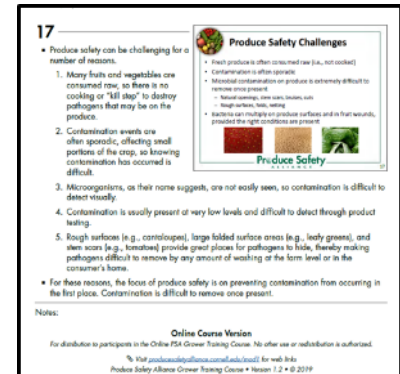 17
• Produce safety can be challenging for a
number of reasons.
1. Many fruits and vegetables are
consumed raw, so there is no
cooking or "kill step" to destroy
pathogens that may be on the
produce.
2. Contamination events are
often sporadic, affecting small
portions of the crop, so knowing
contamination has occurred is
difficult.
Produce Safety Challenges
• Fresh produce is often consumed raw (i.e., not cooked)
• Contamination is often sporadic
• Microbial contamination on produce is extremely difficult to
remove once present
– Natural openings, stem scars, bruises, cuts
– Rough surfaces, folds, netting
• Bacteria can multiply on produce surfaces and in fruit wounds,
provided the right conditions are present
Produce Safety
ALLIANCE
17
3. Microorganisms, as their name suggests, are not easily seen, so contamination is difficult to
detect visually.
4. Contamination is usually present at very low levels and difficult to detect through product
testing.
5. Rough surfaces (e.g., cantaloupes), large folded surface areas (e.g., leafy greens), and
stem scars (e.g., tomatoes) provide great places for pathogens to hide, thereby making
pathogens difficult to remove by any amount of washing at the farm level or in the
consumer's home.
• For these reasons, the focus of produce safety is on preventing contamination from occurring in
the first place. Contamination is difficult to remove once present.
Notes:
Online Course Version
For distribution to participants in the Online PSA Grower Training Course. No other use or redistribution is authorized.
Visit producesafetyalliance.cornell.edu/mod1 for web links
Produce Safety Alliance Grower Training Course • Version 1.2 • © 2019